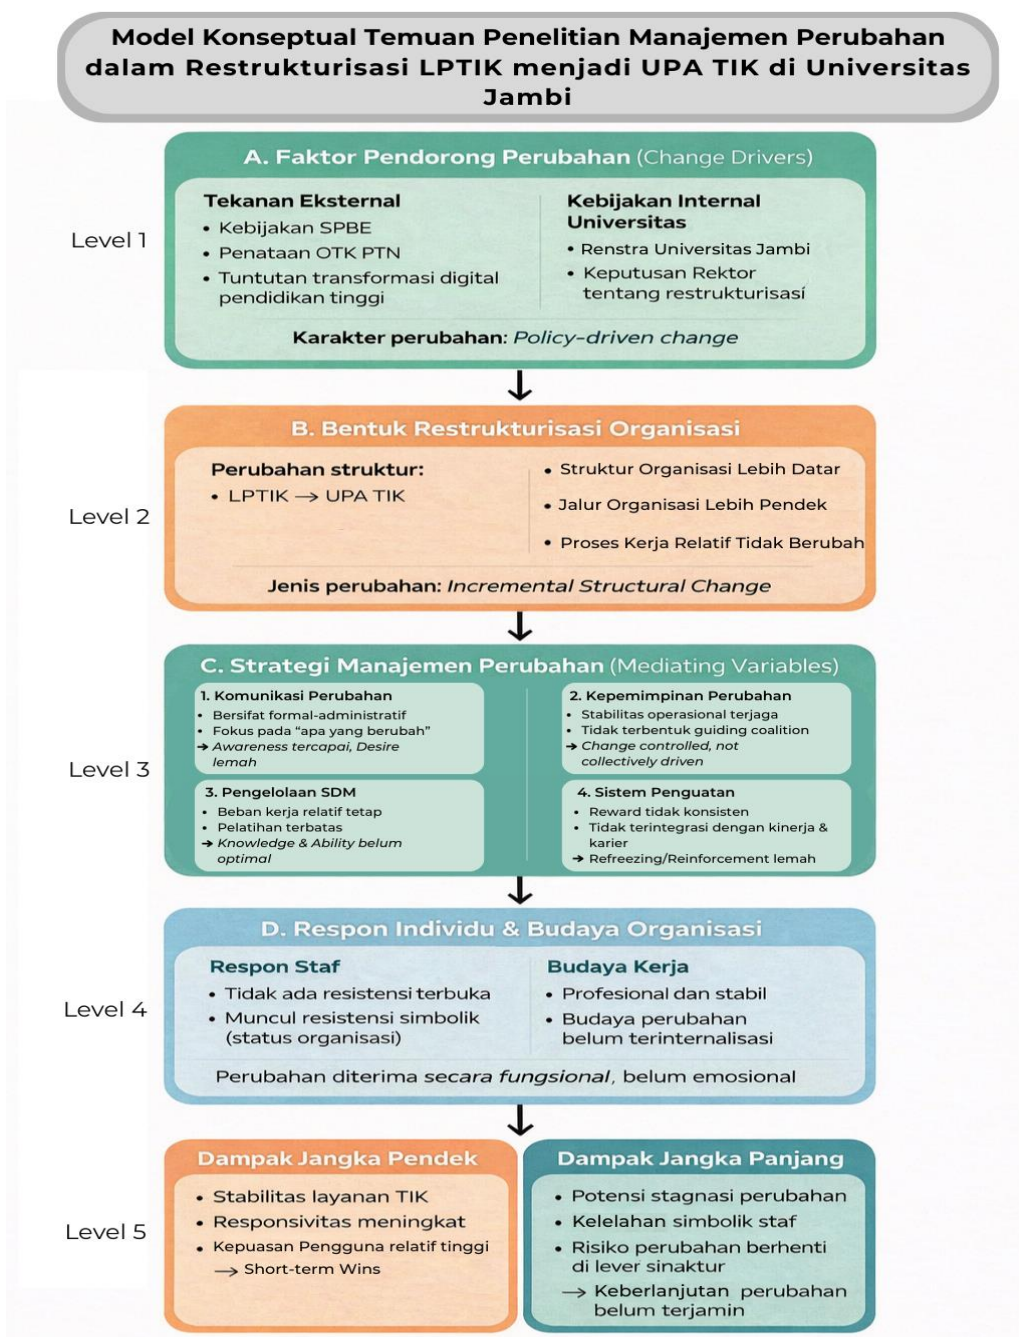 Model Konseptual Temuan Penelitian Manajemen Perubahan
dalam Restrukturisasi LPTIK menjadi UPA TIK di Universitas
Jambi
Level 1
A. Faktor Pendorong Perubahan (Change Drivers)
Tekanan Eksternal
• Kebijakan SPBE
• Penataan OTK PTN
• Tuntutan transformasi digital
pendidikan tinggi
Kebijakan Internal
Universitas
• Renstra Universitas Jambi
• Keputusan Rektor
tentang restrukturisasi
Karakter perubahan: Policy-driven change
Level 2
B. Bentuk Restrukturisasi Organisasi
Perubahan struktur:
• LPTIK → UPA TIK
• Struktur Organisasi Lebih Datar
• Jalur Organisasi Lebih Pendek
• Proses Kerja Relatif Tidak Berubah
Jenis perubahan: Incremental Structural Change
Level 3
C. Strategi Manajemen Perubahan (Mediating Variables)
1. Komunikasi Perubahan
• Bersifat formal-administratif
• Fokus pada “apa yang berubah”
→ Awareness tercapai, Desire
lemah
2. Kepemimpinan Perubahan
• Stabilitas operasional terjaga
• Tidak terbentuk guiding coalition
→ Change controlled, not
collectively driven
3. Pengelolaan SDM
• Beban kerja relatif tetap
• Pelatihan terbatas
→ Knowledge & Ability belum
optimal
4. Sistem Penguatan
• Reward tidak konsisten
• Tidak terintegrasi dengan kinerja &
karier
→ Refreezing/Reinforcement lemah
Level 4
D. Respon Individu & Budaya Organisasi
Respon Staf
• Tidak ada resistensi terbuka
• Muncul resistensi simbolik
(status organisasi)
Budaya Kerja
• Profesional dan stabil
• Budaya perubahan
belum terinternalisasi
Perubahan diterima secara fungsional, belum emosional
Level 5
Dampak Jangka Pendek
• Stabilitas layanan TIK
• Responsivitas meningkat
• Kepuasan Pengguna relatif tinggi
→ Short-term Wins
Dampak Jangka Panjang
• Potensi stagnasi perubahan
• Kelelahan simbolik staf
• Risiko perubahan berhenti
di lever sinaktur
→ Keberlanjutan perubahan
belum terjamin